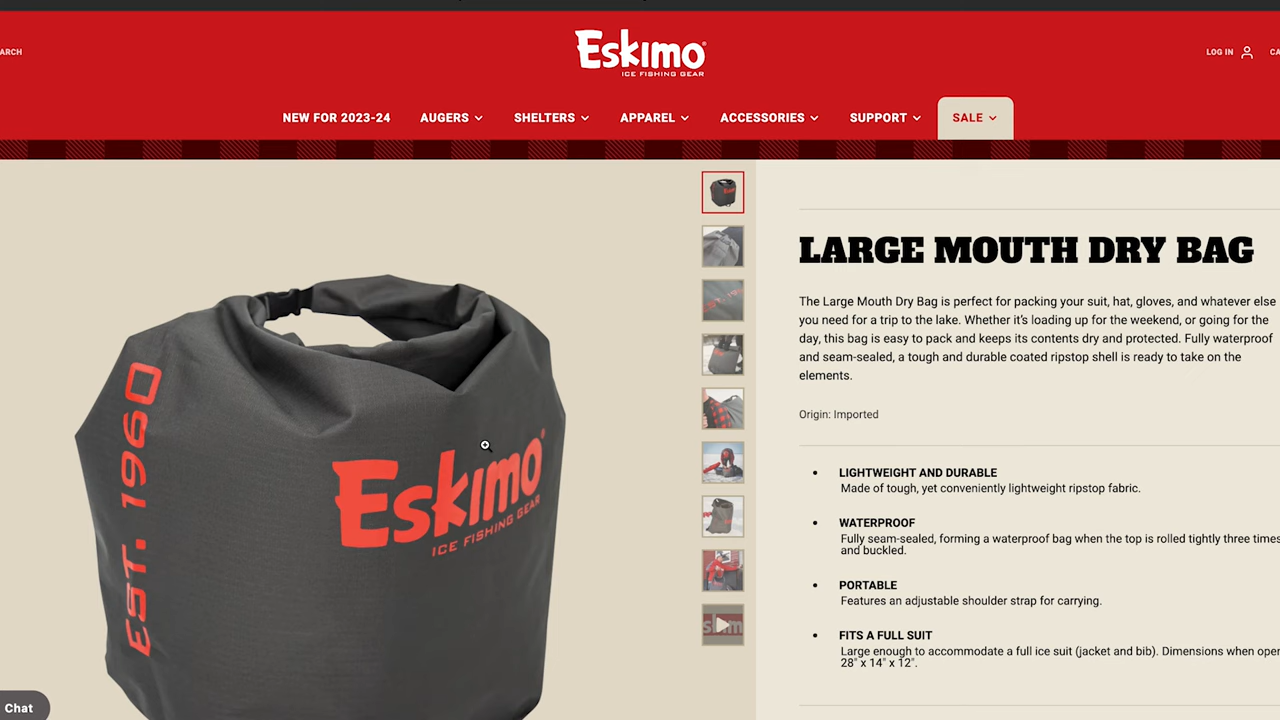 ARCH
Eskimo
ICE FISHING GEAR
LOG IN
CA
NEW FOR 2023-24 AUGERS SHELTERS APPAREL ACCESSORIES SUPPORT SALE
LARGE MOUTH DRY BAG
The Large Mouth Dry Bag is perfect for packing your suit, hat, gloves, and whatever else
you need for a trip to the lake. Whether it's loading up for the weekend, or going for the
day, this bag is easy to pack and keeps its contents dry and protected. Fully waterproof
and seam-sealed, a tough and durable coated ripstop shell is ready to take on the
elements.
Origin: Imported
• LIGHTWEIGHT AND DURABLE
Made of tough, yet conveniently lightweight ripstop fabric.
• WATERPROOF
Fully seam-sealed, forming a waterproof bag when the top is rolled tightly three times
and buckled.
• PORTABLE
Features an adjustable shoulder strap for carrying.
• FITS A FULL SUIT
Large enough to accommodate a full ice suit (jacket and bib). Dimensions when oper
28" x 14" x 12".
EST. 1960
Eskimo
ICE FISHING GEAR
Chat